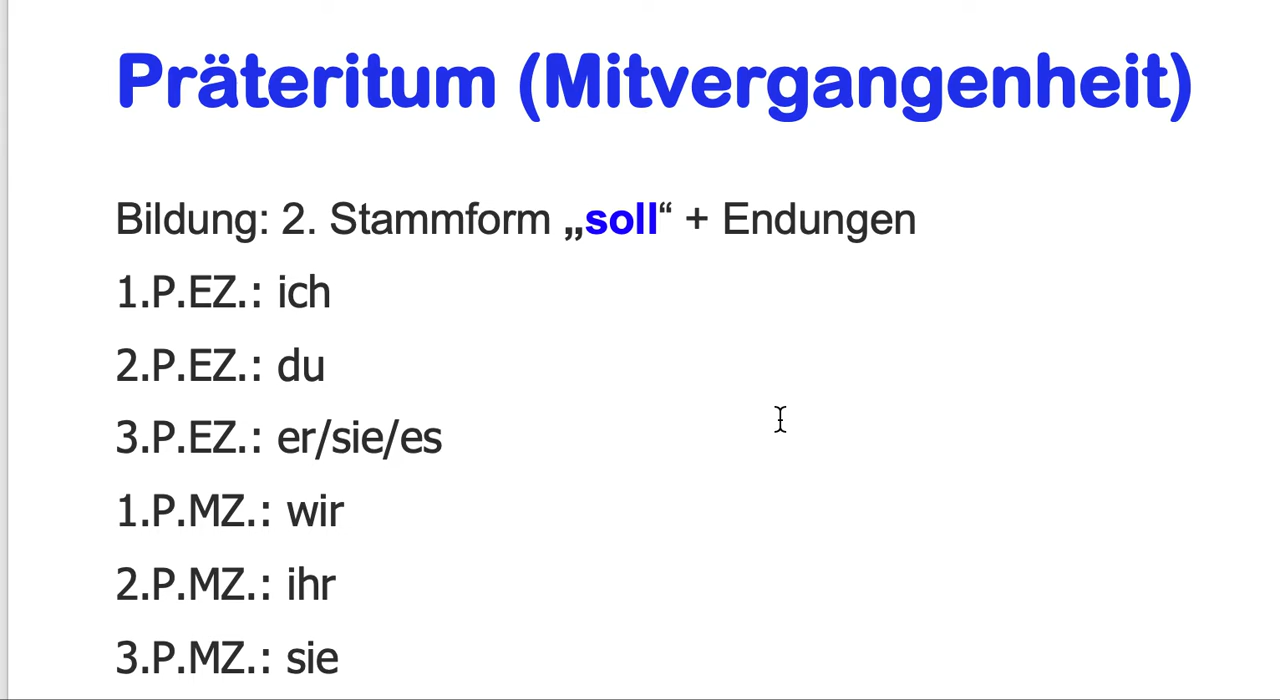 Präteritum (Mitvergangenheit)
Bildung: 2. Stammform „soll“ + Endungen
1.P.EZ.: ich
2.P.EZ.: du
3.P.EZ.: er/sie/es
1.P.MZ.: wir
2.P.MZ.: ihr
3.P.MZ.: sie